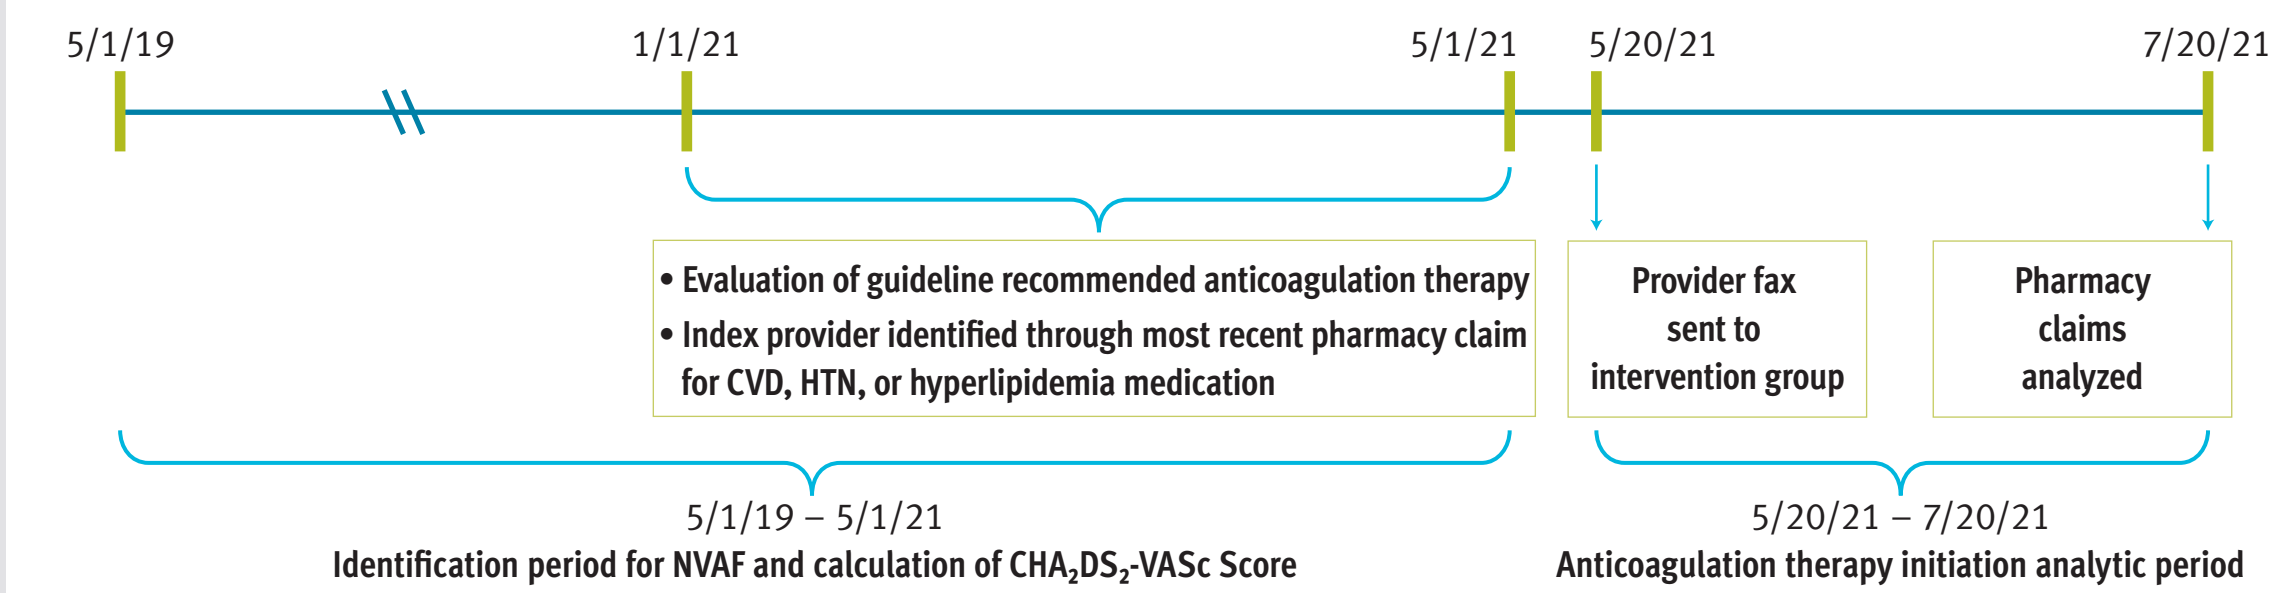 5/1/19
1/1/21
5/1/21
5/20/21
7/20/21
• Evaluation of guideline recommended anticoagulation therapy
• Index provider identified through most recent pharmacy claim
for CVD, HTN, or hyperlipidemia medication
Provider fax
sent to
intervention group
Pharmacy
claims
analyzed
5/1/19 – 5/1/21
Identification period for NVAF and calculation of CHA₂DS₂-VASc Score
5/20/21 – 7/20/21
Anticoagulation therapy initiation analytic period